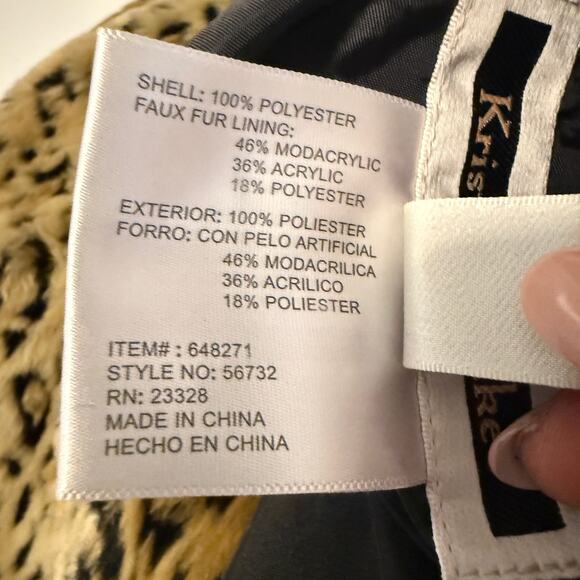 SHELL: 100% POLYESTER
FAUX FUR LINING:
46% MODACRYLIC
36% ACRYLIC
18% POLYESTER
EXTERIOR: 100% POLIESTER
FORRO: CON PELO ARTIFICIAL
46% MODACRILICA
36% ACRILICO
18% POLIESTER
ITEM# : 648271
STYLE NO: 56732
RN: 23328
MADE IN CHINA
HECHO EN CHINA
Kris
ke